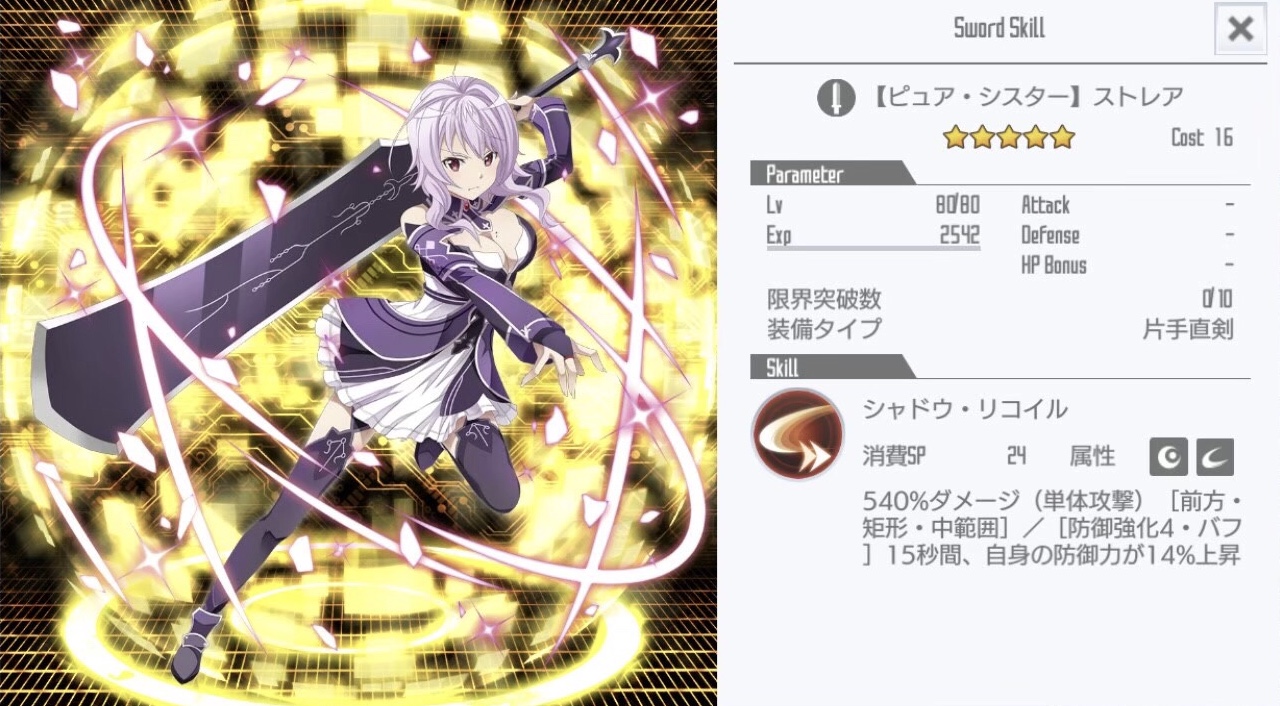 Sword Skill
【ピュア・シスター】ストレア
Cost 16
Parameter
Lv 80/80 Attack -
Exp 2542 Defense -
HP Bonus -
限界突破数 0/10
装備タイプ 片手直剣
Skill
シャドウ・リコイル
消費SP 24 属性
540%ダメージ（単体攻撃）［前方・
矩形・中範囲］／［防御強化4・バフ
］15秒間、自身の防御力が14%上昇